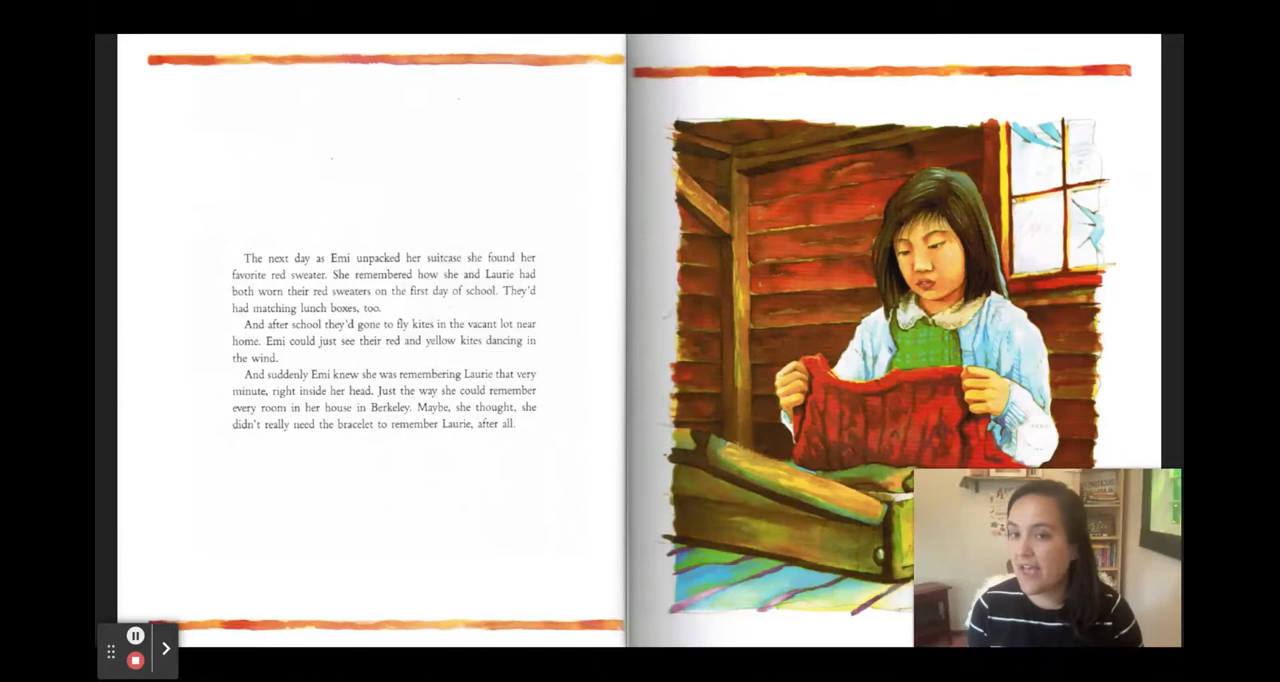 The next day as Emi unpacked her suitcase she found her
favorite red sweater. She remembered how she and Laurie had
both worn their red sweaters on the first day of school. They'd
had matching lunch boxes, too.
And after school they'd gone to fly kites in the vacant lot near
home. Emi could just see their red and yellow kites dancing in
the wind.
And suddenly Emi knew she was remembering Laurie that very
minute, right inside her head. Just the way she could remember
every room in her house in Berkeley. Maybe, she thought, she
didn't really need the bracelet to remember Laurie, after all.